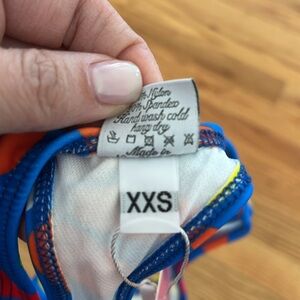 Nylon
Spandex
Hand wash cold
hang dry
Made in
XXS